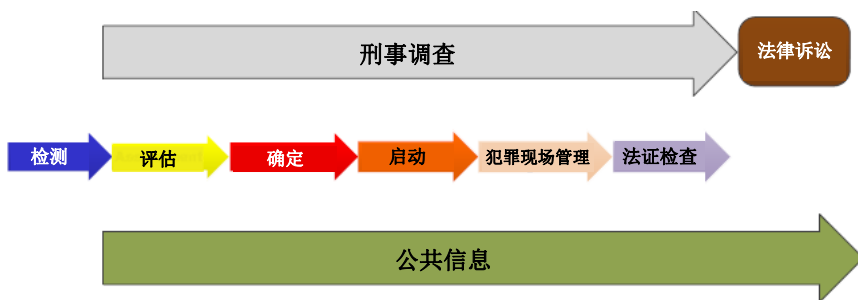 刑事调查
法律诉讼
检测
评估
确定
启动
犯罪现场管理
法证检查
公共信息